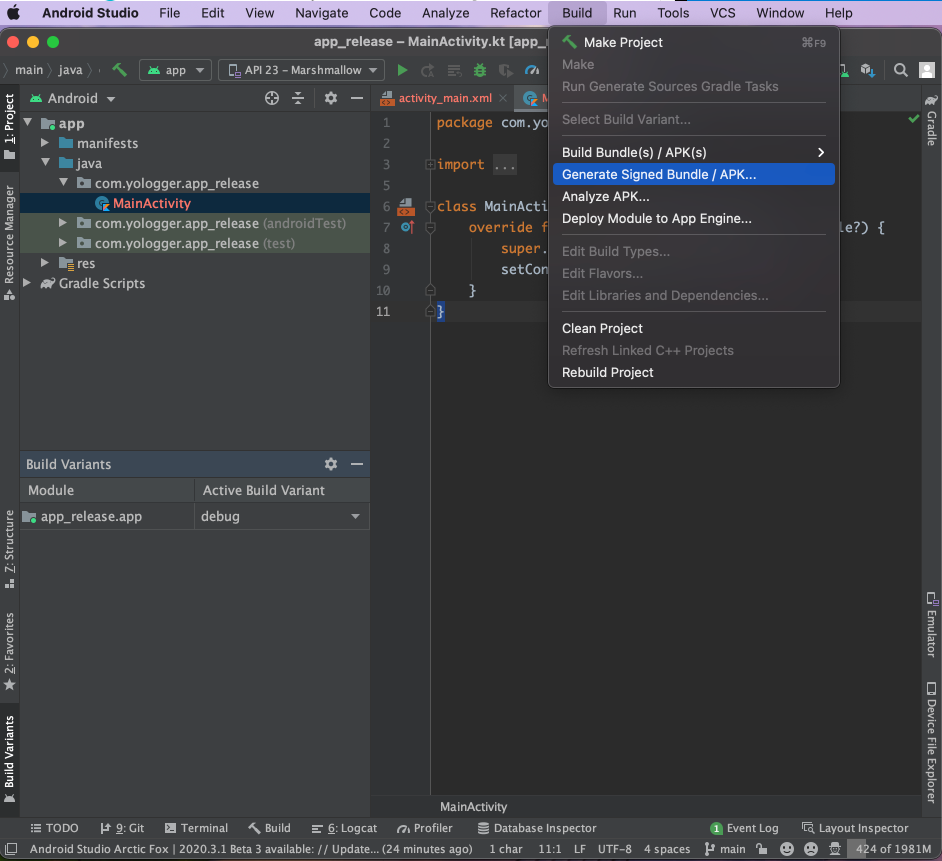 Android Studio File Edit View Navigate Code Analyze Refactor Build Run Tools VCS Window Help
app_release – MainActivity.kt [app_
main java app API 23 – Marshmallow
Android
activity_main.xml M
app
manifests
java
com.yologger.app_release
MainActivity
com.yologger.app_release (androidTest)
com.yologger.app_release (test)
res
Gradle Scripts
1 package com.yo
2
3 import ...
5
6 class MainActi
7 override f le?) {
8 super.
9 setCon
10 }
11 }
Make Project ⌘F9
Make
Run Generate Sources Gradle Tasks
Select Build Variant...
Build Bundle(s) / APK(s)
Generate Signed Bundle / APK...
Analyze APK...
Deploy Module to App Engine...
Edit Build Types...
Edit Flavors...
Edit Libraries and Dependencies...
Clean Project
Refresh Linked C++ Projects
Rebuild Project
Build Variants
Module Active Build Variant
app_release.app debug
1: Project
Resource Manager
Z: Structure
2: Favorites
Build Variants
Gradle
Emulator
Device File Explorer
MainActivity
TODO 9: Git Terminal Build 6: Logcat Profiler Database Inspector 1 Event Log Layout Inspector
Android Studio Arctic Fox | 2020.3.1 Beta 3 available: // Update... (24 minutes ago) 1 char 11:1 LF UTF-8 4 spaces main 424 of 1981M